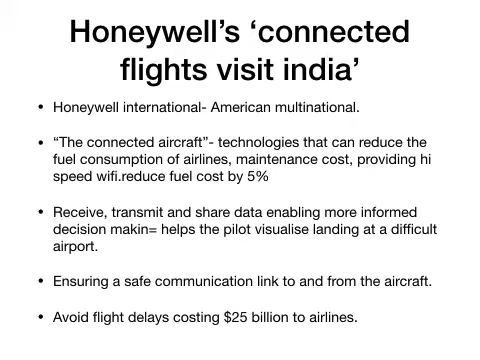 Honeywell’s ‘connected
flights visit india’
• Honeywell international- American multinational.
• “The connected aircraft”- technologies that can reduce the
fuel consumption of airlines, maintenance cost, providing hi
speed wifi.reduce fuel cost by 5%
• Receive, transmit and share data enabling more informed
decision makin= helps the pilot visualise landing at a difficult
airport.
• Ensuring a safe communication link to and from the aircraft.
• Avoid flight delays costing $25 billion to airlines.